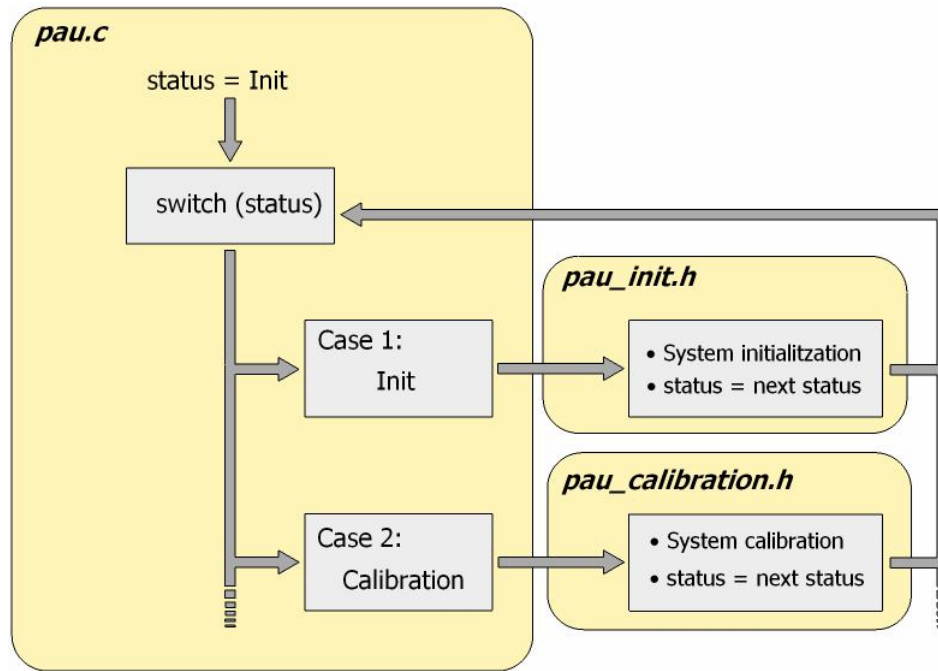 pau.c
status = Init
switch (status)
pau_init.h
Case 1:
Init
• System initialitzation
• status = next status
pau_calibration.h
Case 2:
Calibration
• System calibration
• status = next status